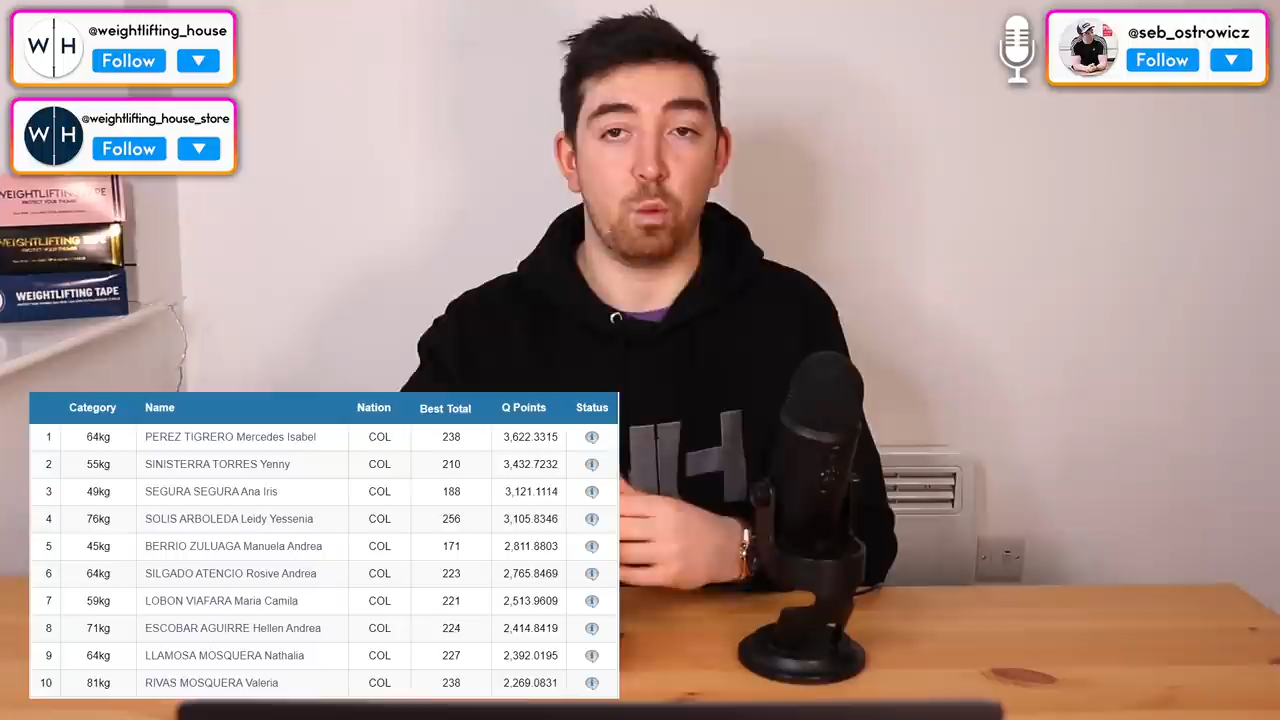 @weightlifting_house
W H
Follow
@weightlifting_house_store
W H
Follow
@seb_ostrowicz
Follow
WEIGHTLIFTING TAPE
WEIGHTLIFTING TAPE
WEIGHTLIFTING TAPE
H
Category Name Nation Best Total Q Points Status
1 64kg PEREZ TIGRERO Mercedes Isabel COL 238 3,622.3315
2 55kg SINISTERRA TORRES Yenny COL 210 3,432.7232
3 49kg SEGURA SEGURA Ana Iris COL 188 3,121.1114
4 76kg SOLIS ARBOLEDA Leidy Yessenia COL 256 3,105.8346
5 45kg BERRIO ZULUAGA Manuela Andrea COL 171 2,811.8803
6 64kg SILGADO ATENCIO Rosive Andrea COL 223 2,765.8469
7 59kg LOBON VIAFARA Maria Camila COL 221 2,513.9609
8 71kg ESCOBAR AGUIRRE Hellen Andrea COL 224 2,414.8419
9 64kg LLAMOSA MOSQUERA Nathalia COL 227 2,392.0195
10 81kg RIVAS MOSQUERA Valeria COL 238 2,269.0831